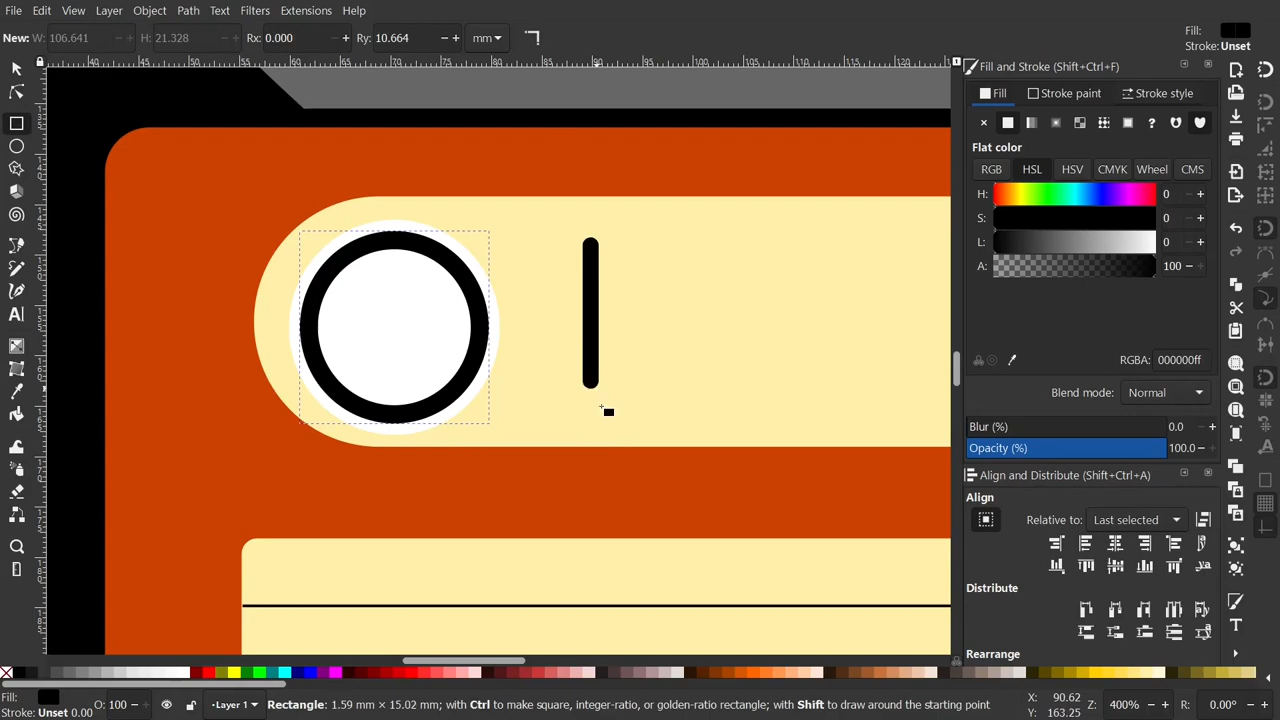 File Edit View Layer Object Path Text Filters Extensions Help
New: W: 106.641 H: 21.328 Rx: 0.000 Ry: 10.664 mm
Fill:
Stroke: Unset
Fill and Stroke (Shift+Ctrl+F)
Fill Stroke paint Stroke style
Flat color
RGB HSL HSV CMYK Wheel CMS
H: 0
S: 0
L: 0
A: 100
RGBA: 000000ff
Blend mode: Normal
Blur (%) 0.0
Opacity (%) 100.0
Align and Distribute (Shift+Ctrl+A)
Align
Relative to: Last selected
Distribute
Rearrange
Fill:
Stroke: Unset 0.00
O: 100
Layer 1
Rectangle: 1.59 mm × 15.02 mm; with Ctrl to make square, integer-ratio, or golden-ratio rectangle; with Shift to draw around the starting point
X: 90.62
Y: 163.25
Z: 400%
R: 0.00°